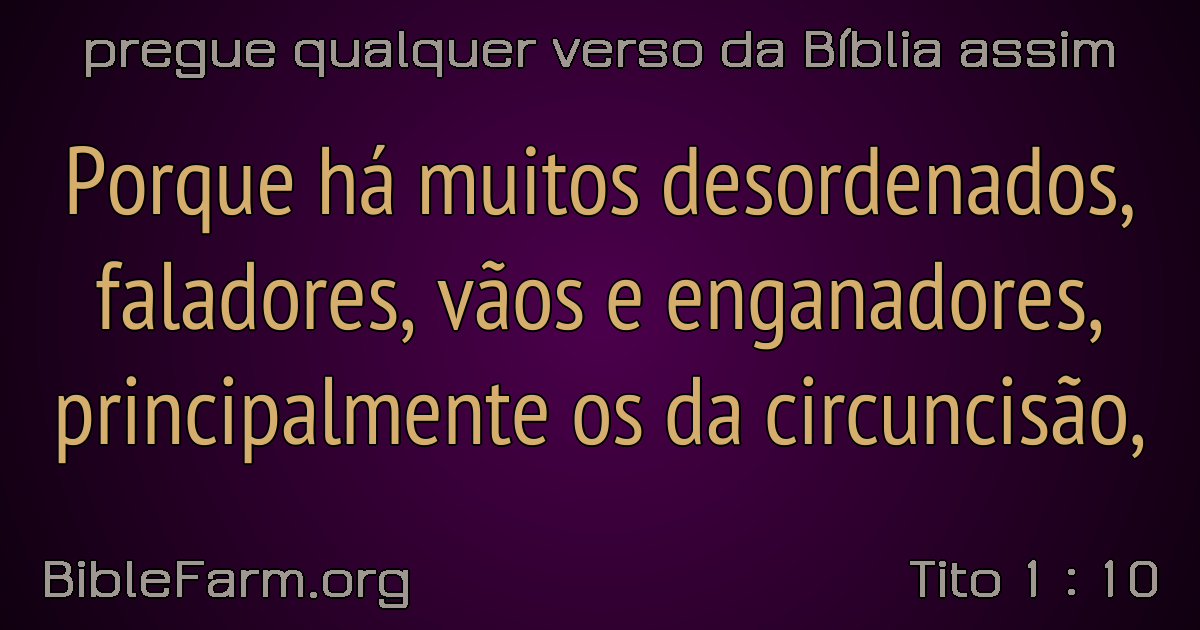 pregue qualquer verso da Bíblia assim
Porque há muitos desordenados,
faladores, vãos e enganadores,
principalmente os da circuncisão,
BibleFarm.org
Tito 1 : 10